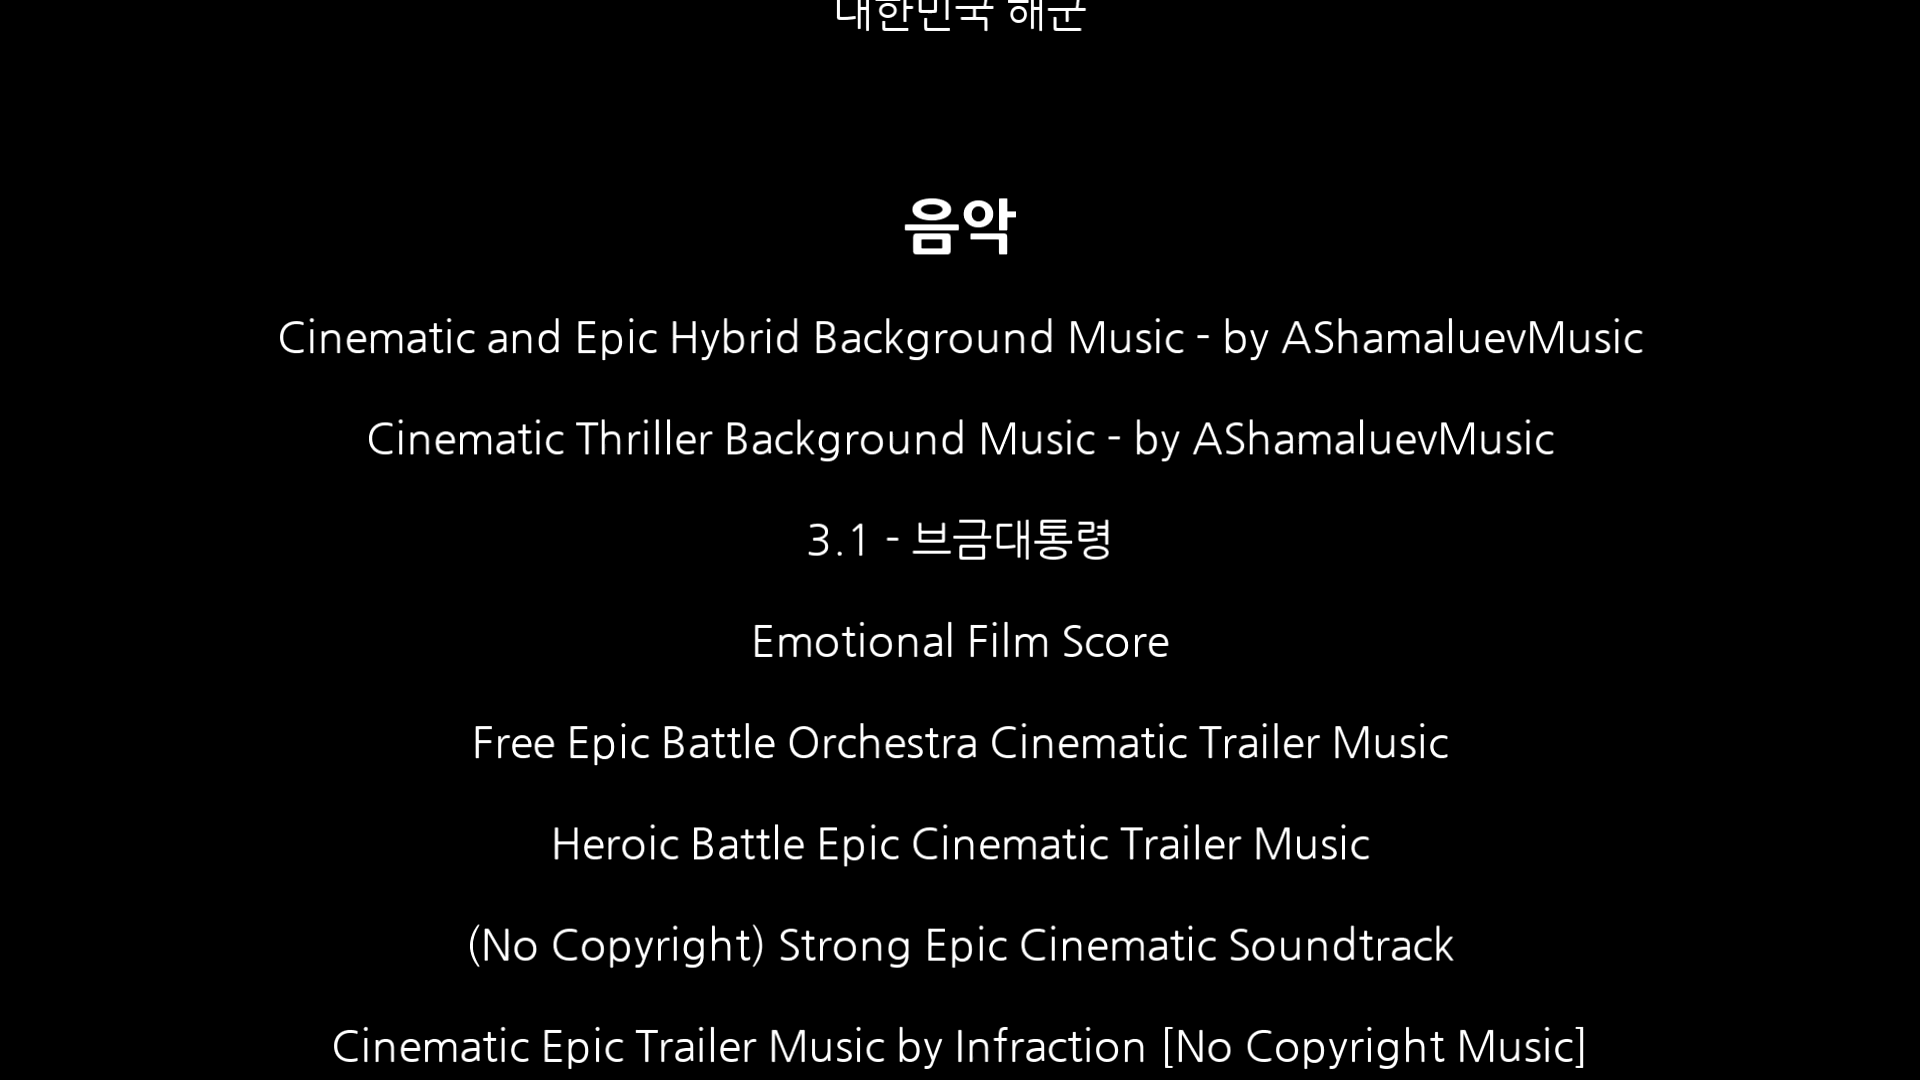 대한민국 해군
음악
Cinematic and Epic Hybrid Background Music - by AShamaluevMusic
Cinematic Thriller Background Music - by AShamaluevMusic
3.1 - 브금대통령
Emotional Film Score
Free Epic Battle Orchestra Cinematic Trailer Music
Heroic Battle Epic Cinematic Trailer Music
(No Copyright) Strong Epic Cinematic Soundtrack
Cinematic Epic Trailer Music by Infraction [No Copyright Music]